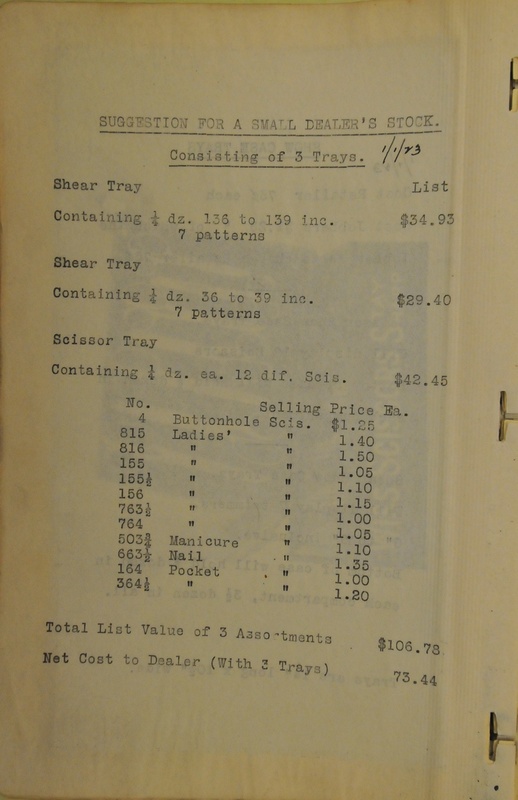 SUGGESTION FOR A SMALL DEALER'S STOCK.
Consisting of 3 Trays. 1/1/23
Shear Tray List
Containing ¼ dz. 136 to 139 inc. $34.93
7 patterns
Shear Tray
Containing ¼ dz. 36 to 39 inc. $29.40
7 patterns
Scissor Tray
Containing ¼ dz. ea. 12 dif. Scis. $42.45
No. Selling Price Ea.
4 Buttonhole Scis. $1.25
815 Ladies' " 1.40
816 " " 1.50
155 " " 1.05
155½ " " 1.10
156 " " 1.15
763½ " " 1.00
764 " " 1.05
503¾ Manicure " 1.10
663½ Nail " 1.35
164 Pocket " 1.00
364½ " " 1.20
Total List Value of 3 Assortments $106.78
Net Cost to Dealer (With 3 Trays) 73.44